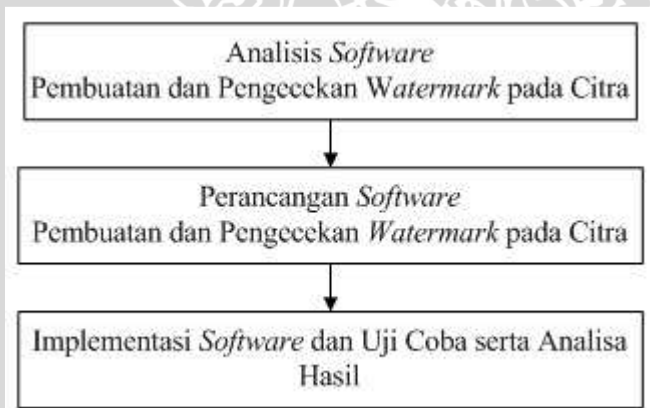 Analisis Software
Pembuatan dan Pengecekan Watermark pada Citra
Perancangan Software
Pembuatan dan Pengecekan Watermark pada Citra
Implementasi Software dan Uji Coba serta Analisa
Hasil